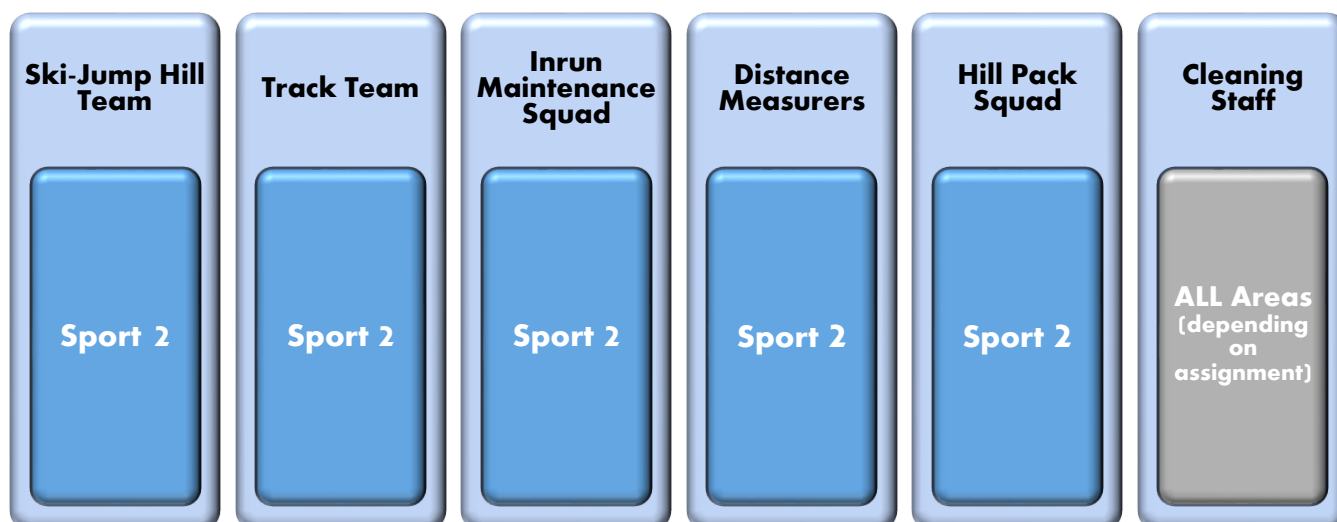 Ski-Jump Hill
Team
Track Team
Inrun
Maintenance
Squad
Distance
Measurers
Hill Pack
Squad
Cleaning
Staff
Sport 2
Sport 2
Sport 2
Sport 2
Sport 2
ALL Areas
(depending
on
assignment)